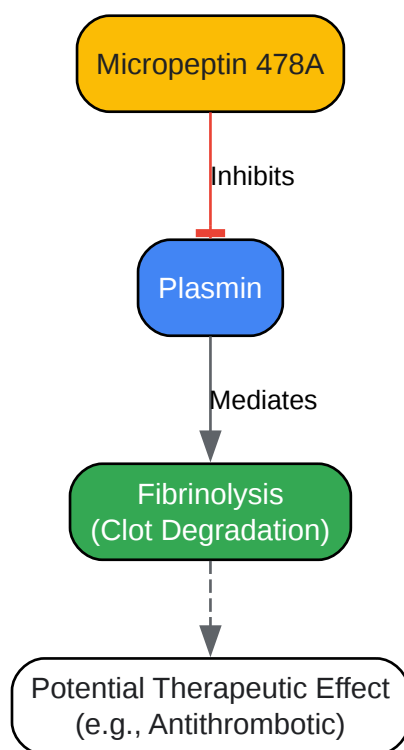 Micropeptin 478A
Inhibits
Plasmin
Mediates
Fibrinolysis
(Clot Degradation)
Potential Therapeutic Effect
(e.g., Antithrombotic)